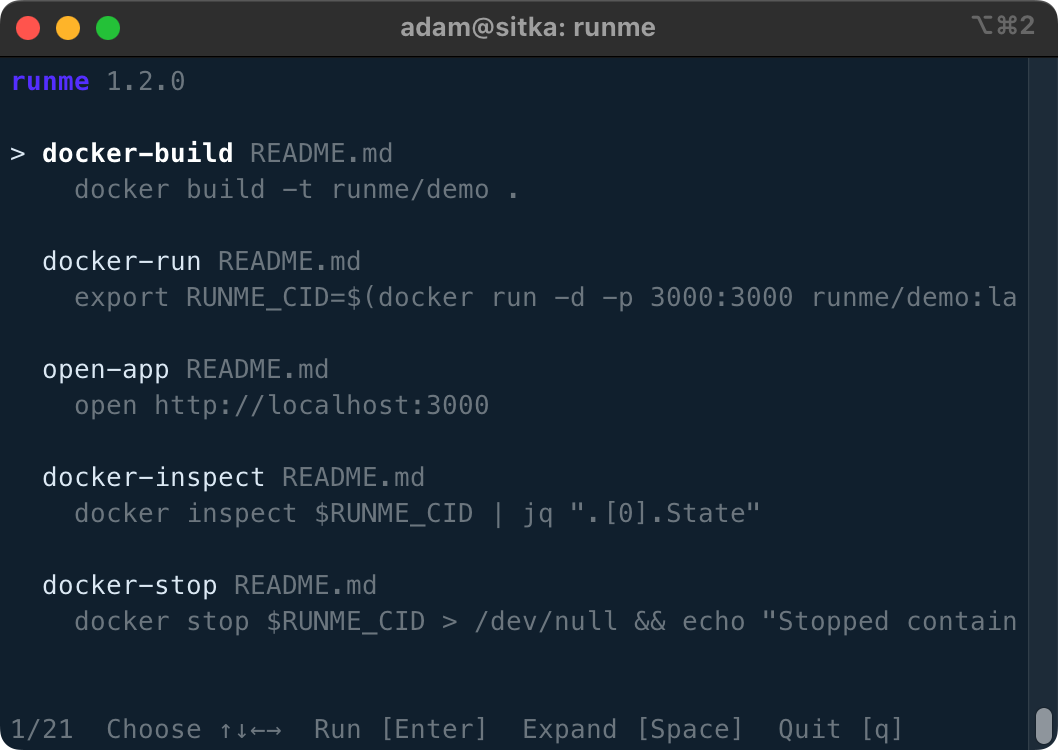 adam@sitka: runme ⌥⌘2
runme 1.2.0
> docker-build README.md
docker build -t runme/demo .
docker-run README.md
export RUNME_CID=$(docker run -d -p 3000:3000 runme/demo:la
open-app README.md
open http://localhost:3000
docker-inspect README.md
docker inspect $RUNME_CID | jq ".[0].State"
docker-stop README.md
docker stop $RUNME_CID > /dev/null && echo "Stopped contain
1/21 Choose ↑↓←→ Run [Enter] Expand [Space] Quit [q]